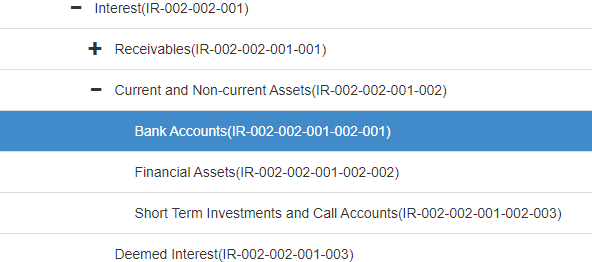 Interest(IR-002-002-001)
Receivables(IR-002-002-001-001)
Current and Non-current Assets(IR-002-002-001-002)
Bank Accounts(IR-002-002-001-002-001)
Financial Assets(IR-002-002-001-002-002)
Short Term Investments and Call Accounts(IR-002-002-001-002-003)
Deemed Interest(IR-002-002-001-003)